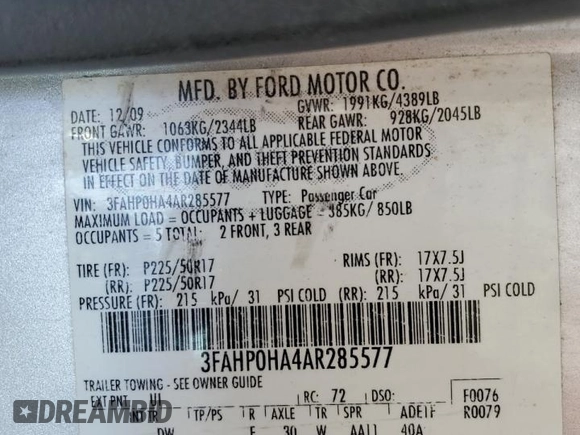 MFD. BY FORD MOTOR CO.
DATE: 12/09 GVWR: 1991KG/4389LB
FRONT GAWR: 1063KG/2344LB REAR GAWR: 928KG/2045LB
THIS VEHICLE CONFORMS TO ALL APPLICABLE FEDERAL MOTOR
VEHICLE SAFETY, BUMPER, AND THEFT PREVENTION STANDARDS
IN EFFECT ON THE DATE OF MANUFACTURE SHOWN ABOVE.
VIN: 3FAHP0HA4AR285577 TYPE: Passenger Car
MAXIMUM LOAD = OCCUPANTS + LUGGAGE = 385KG/850LB
OCCUPANTS = 5 TOTAL: 2 FRONT, 3 REAR
TIRE (FR): P225/50R17 RIMS (FR): 17X7.5J
(RR): P225/50R17 (RR): 17X7.5J
PRESSURE (FR): 215 kPa/ 31 PSI COLD (RR): 215 kPa/ 31 PSI COLD
3FAHP0HA4AR285577
TRAILER TOWING - SEE OWNER GUIDE
EXT PNT: UI RC: 72 DSO: F0076
INT TR TP/PS R AXLE TR SPR R0079
DREAMBID